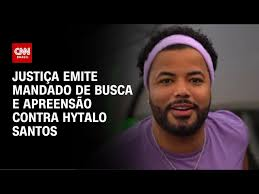 CNN
BRASIL
JUSTIÇA EMITE
MANDADO DE BUSCA
E APREENSÃO
CONTRA HYTALO
SANTOS